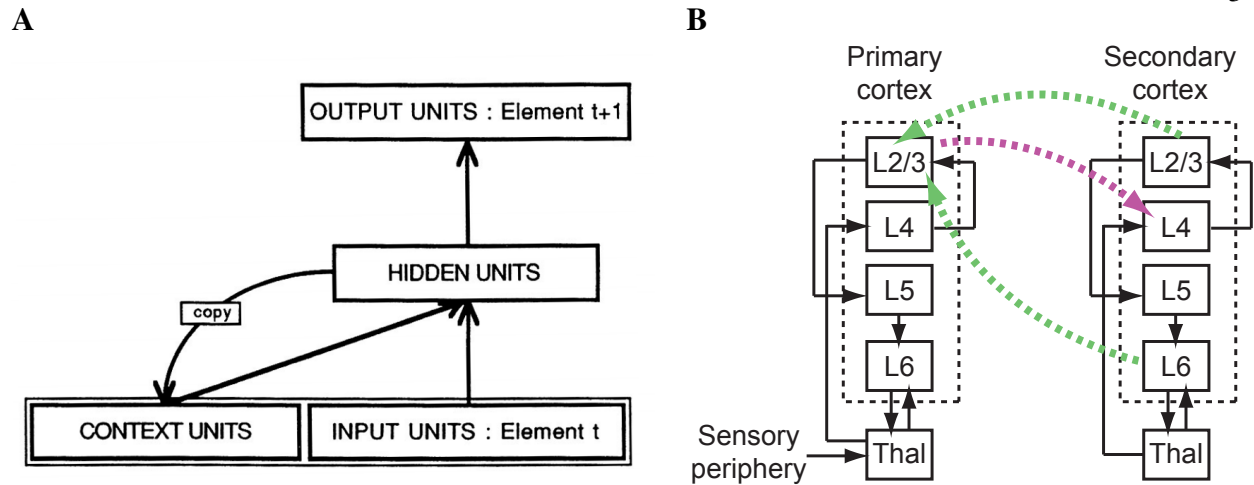 A
OUTPUT UNITS : Element t+1
HIDDEN UNITS
copy
CONTEXT UNITS
INPUT UNITS : Element t
B
Primary
cortex
Secondary
cortex
L2/3
L4
L5
L6
Thal
Sensory
periphery
L2/3
L4
L5
L6
Thal